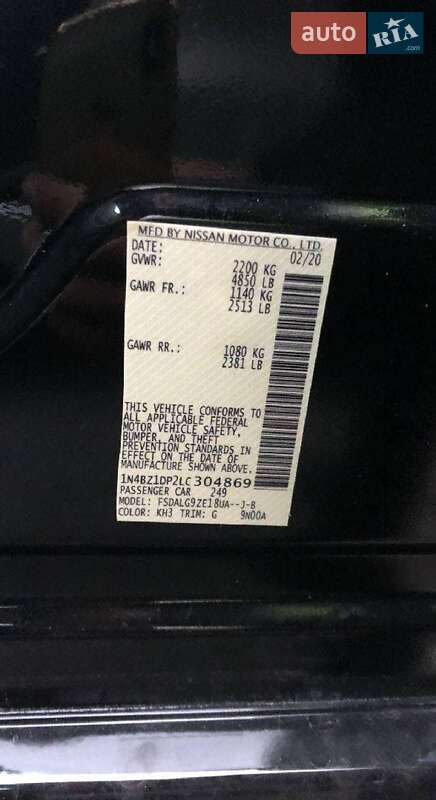 auto RIA
.com
MFD BY NISSAN MOTOR CO., LTD.
DATE: 02/20
GVWR: 2200 KG
4850 LB
GAWR FR.: 1140 KG
2513 LB
GAWR RR.: 1080 KG
2381 LB
THIS VEHICLE CONFORMS TO
ALL APPLICABLE FEDERAL
MOTOR VEHICLE SAFETY,
BUMPER, AND THEFT
PREVENTION STANDARDS IN
EFFECT ON THE DATE OF
MANUFACTURE SHOWN ABOVE.
1N4BZ1DP2LC304869
PASSENGER CAR 249
MODEL: FSDALG9ZE18UA--J-B
COLOR: KH3 TRIM: G 9N00A